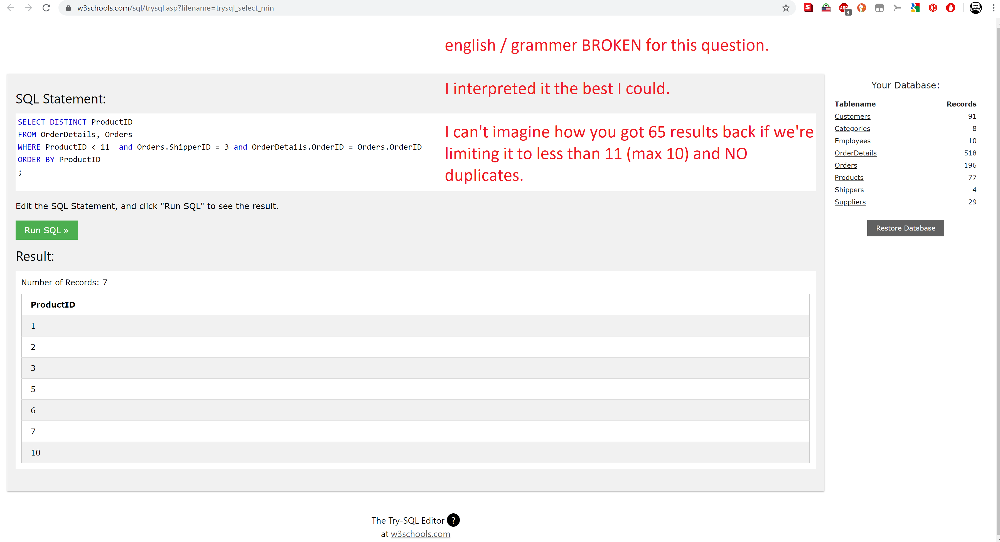 w3schools.com/sql/trysql.asp?filename=trysql_select_min
S
ABP
3
english / grammer BROKEN for this question.
I interpreted it the best I could.
I can't imagine how you got 65 results back if we're
limiting it to less than 11 (max 10) and NO
duplicates.
SQL Statement:
SELECT DISTINCT ProductID
FROM OrderDetails, Orders
WHERE ProductID < 11  and Orders.ShipperID = 3 and OrderDetails.OrderID = Orders.OrderID
ORDER BY ProductID
;
Edit the SQL Statement, and click "Run SQL" to see the result.
Run SQL »
Result:
Number of Records: 7
ProductID
1
2
3
5
6
7
10
Your Database:
Tablename Records
Customers 91
Categories 8
Employees 10
OrderDetails 518
Orders 196
Products 77
Shippers 4
Suppliers 29
Restore Database
The Try-SQL Editor ?
at w3schools.com